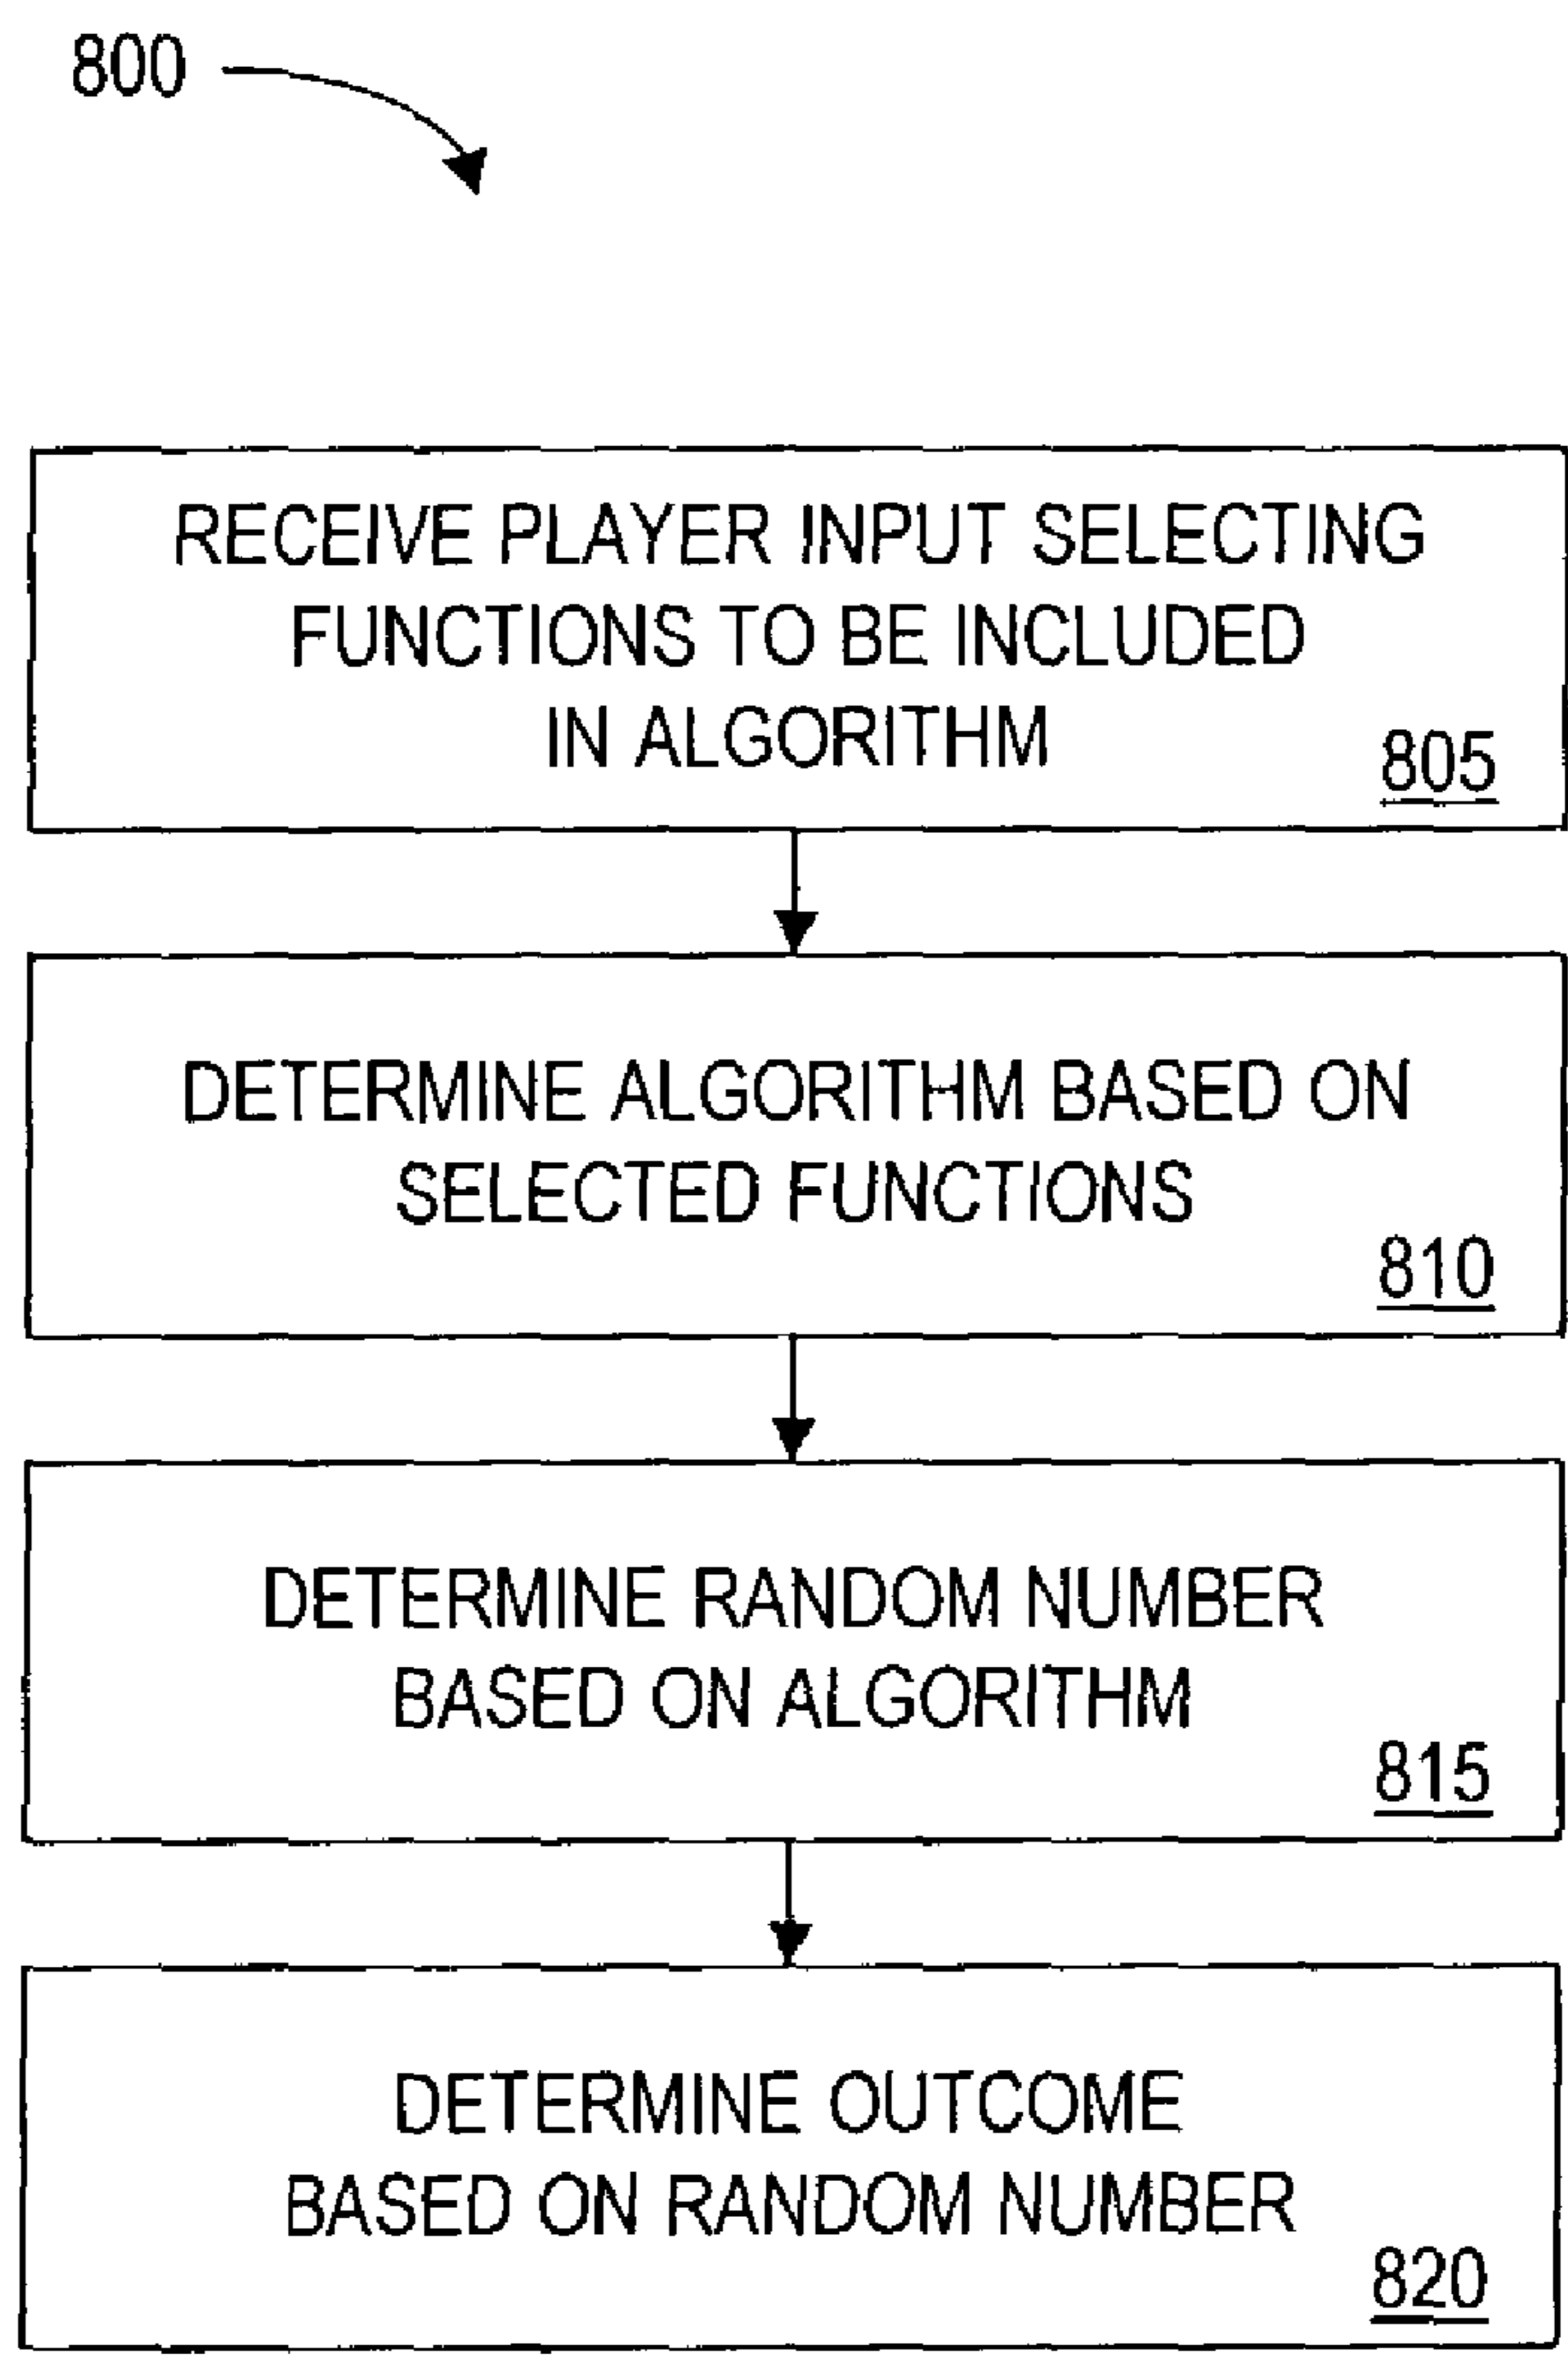 800
RECEIVE PLAYER INPUT SELECTING
FUNCTIONS TO BE INCLUDED
IN ALGORITHM
805
DETERMINE ALGORITHM BASED ON
SELECTED FUNCTIONS
810
DETERMINE RANDOM NUMBER
BASED ON ALGORITHM
815
DETERMINE OUTCOME
BASED ON RANDOM NUMBER
820